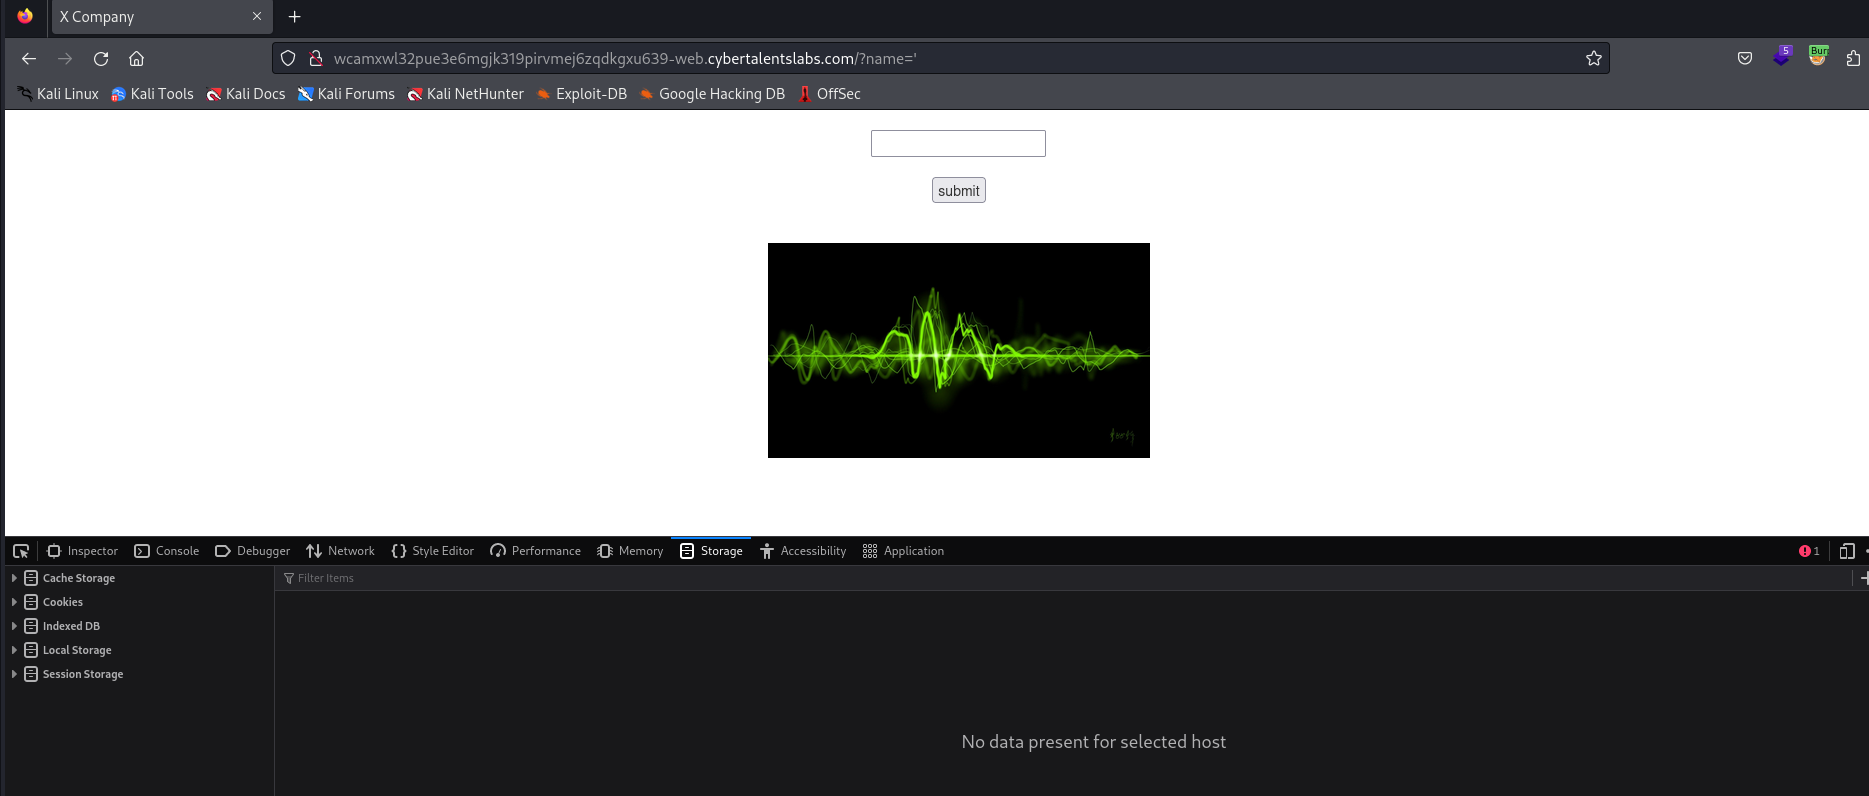 X Company
wcamxwl32pue3e6mgjk319pirvmej6zqdkgxu639-web.cybertalentslabs.com/?name='
5
Kali Linux Kali Tools Kali Docs Kali Forums Kali NetHunter Exploit-DB Google Hacking DB OffSec
submit
Inspector Console Debugger Network Style Editor Performance Memory Storage Accessibility Application 1
Cache Storage Filter Items
Cookies
Indexed DB
Local Storage
Session Storage
No data present for selected host